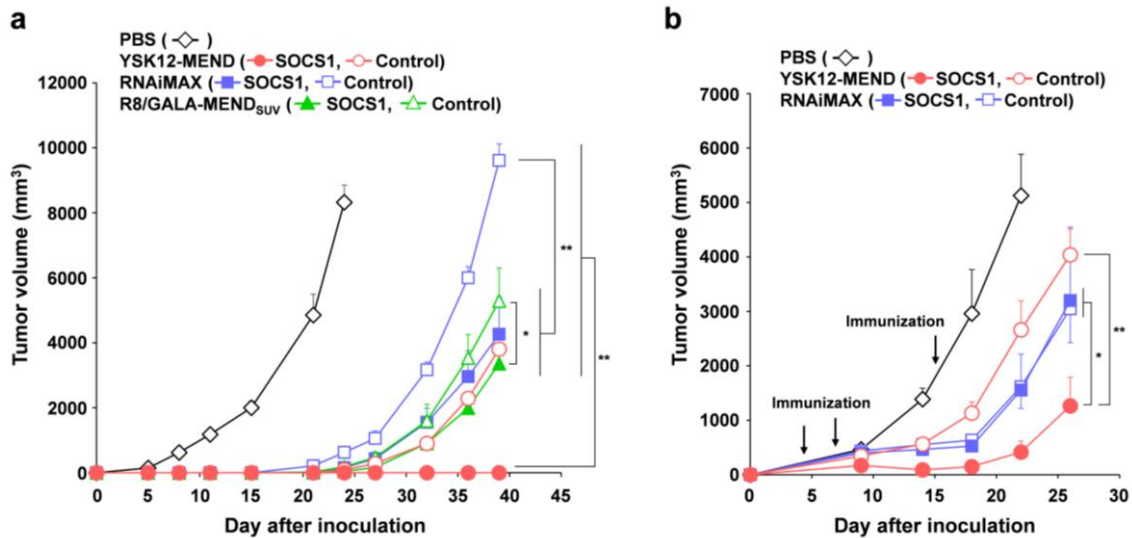 a
PBS ( )
YSK12-MEND ( SOCS1, Control)
RNAiMAX ( SOCS1, Control)
R8/GALA-MENDSUV ( SOCS1, Control)
Tumor volume (mm3)
12000
10000
8000
6000
4000
2000
0
0 5 10 15 20 25 30 35 40 45
Day after inoculation
**
*
**
b
PBS ( )
YSK12-MEND ( SOCS1, Control)
RNAiMAX ( SOCS1, Control)
Tumor volume (mm3)
7000
6000
5000
4000
3000
2000
1000
0
Immunization
Immunization
0 5 10 15 20 25 30
Day after inoculation
*
**